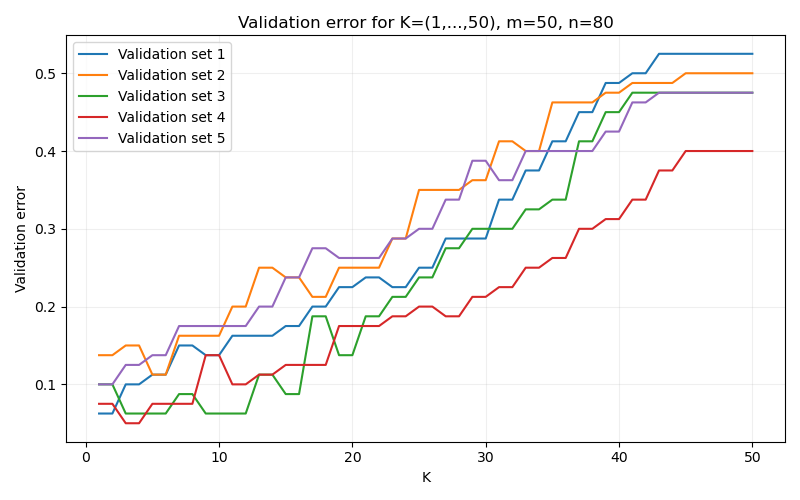 Validation error for K=(1,...,50), m=50, n=80
Validation set 1
Validation set 2
Validation set 3
Validation set 4
Validation set 5
Validation error
0.5
0.4
0.3
0.2
0.1
0 10 20 30 40 50
K